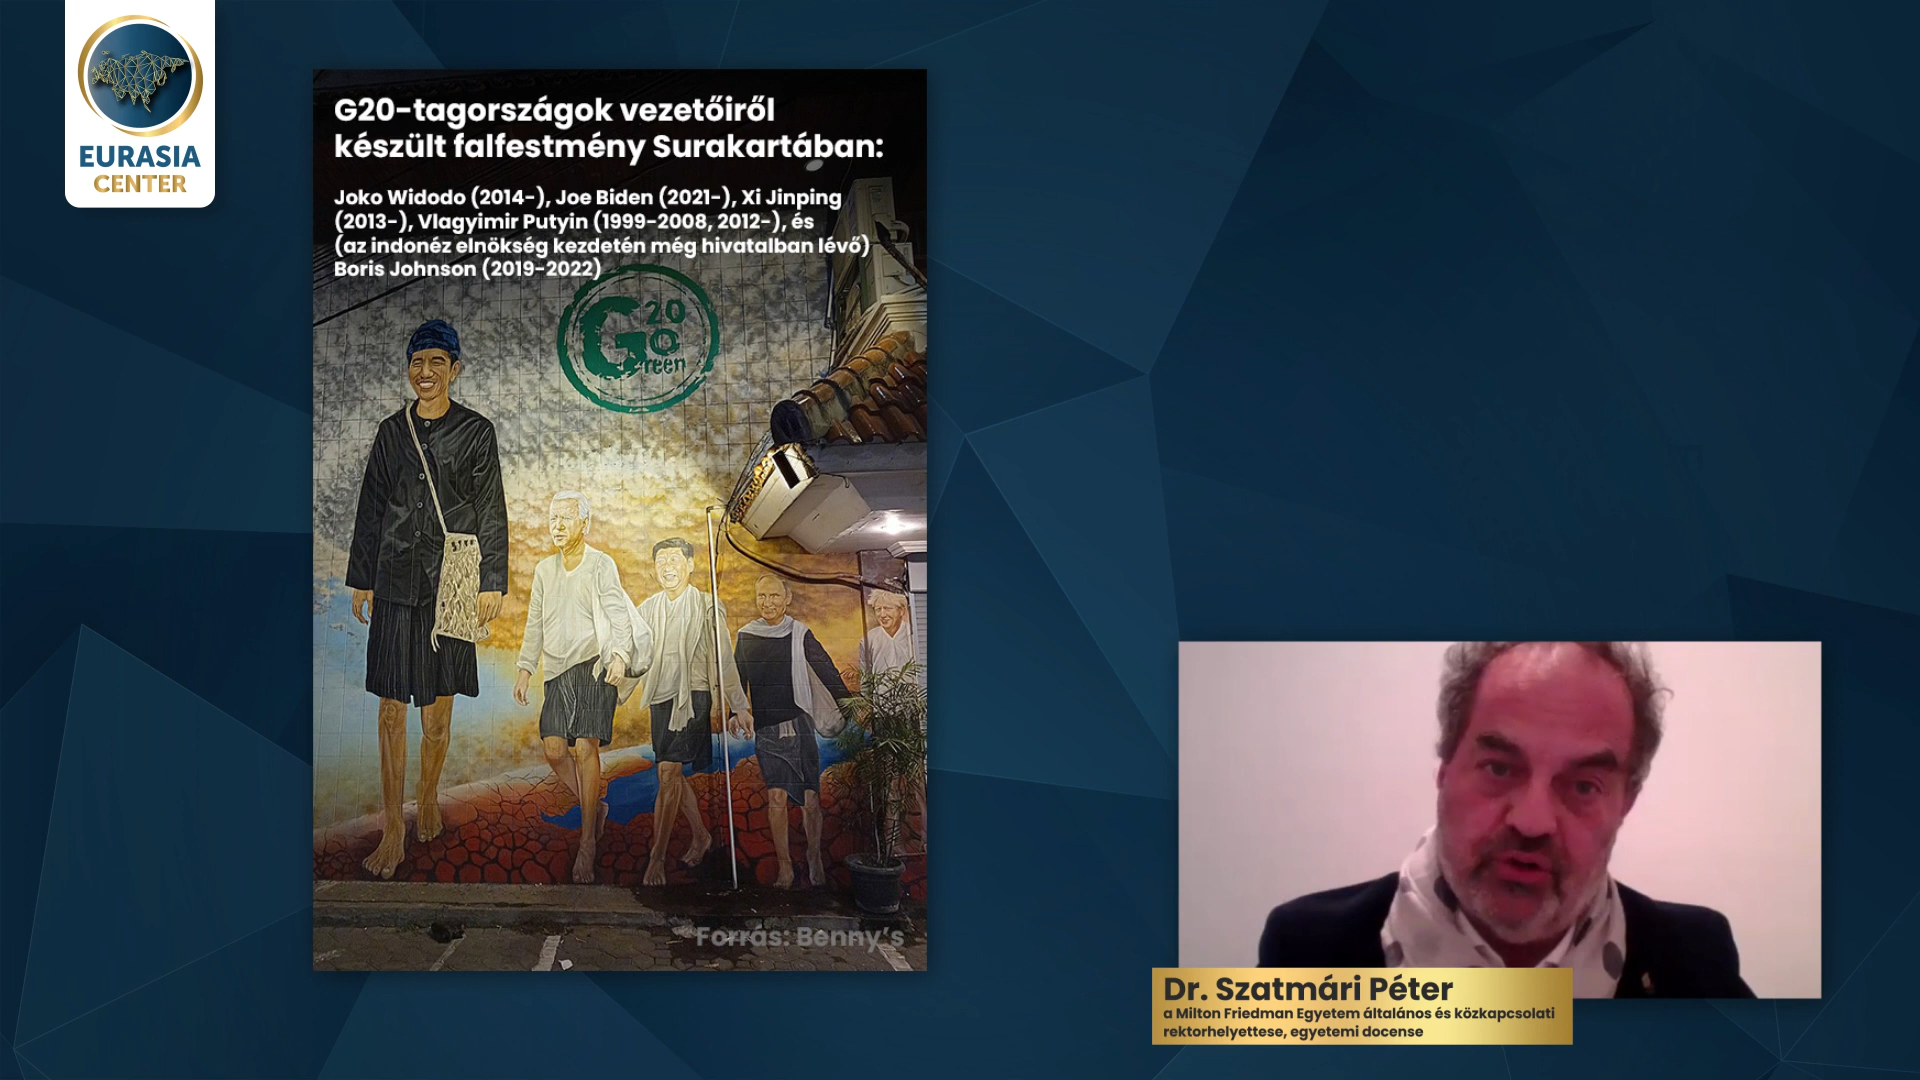 EURASIA
CENTER
G20-tagországok vezetőiről
készült falfestmény Surakartában:
Joko Widodo (2014-), Joe Biden (2021-), Xi Jinping
(2013-), Vlagyimir Putyin (1999-2008, 2012-), és
(az indonéz elnökség kezdetén még hivatalban lévő)
Boris Johnson (2019-2022)
G20
Go
Green
Forrás: Benny's
Dr. Szatmári Péter
a Milton Friedman Egyetem általános és közkapcsolati
rektorhelyettese, egyetemi docense